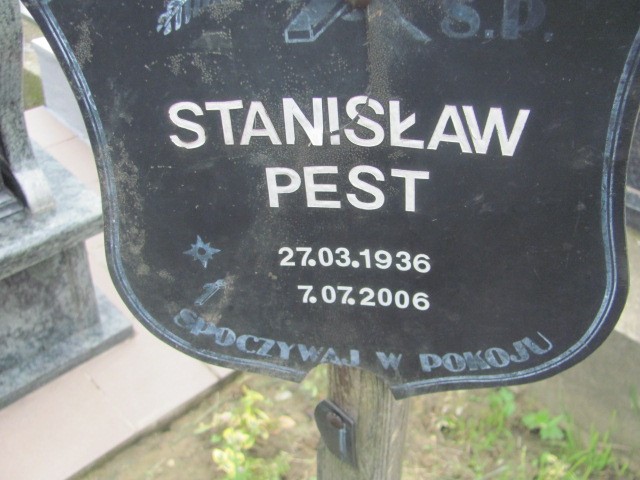 Ś.P.
STANISŁAW
PEST
27.03.1936
7.07.2006
SPOCZYWAJ W POKOJU